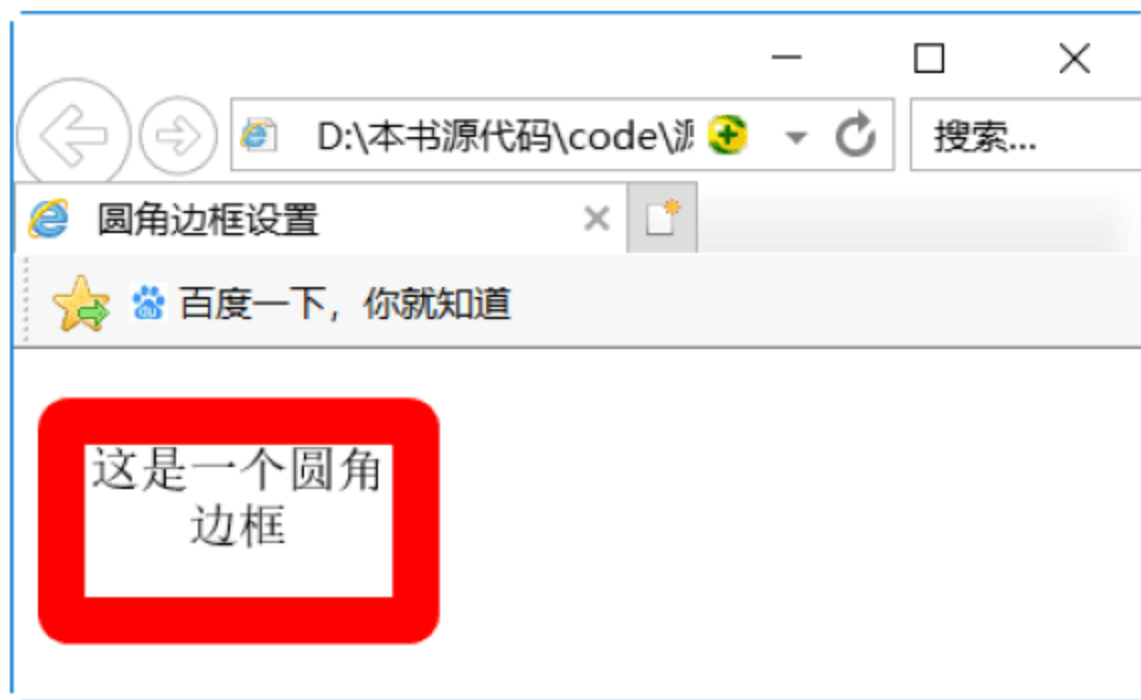 D:\本书源代码\code\
搜索...
圆角边框设置
百度一下，你就知道
这是一个圆角
边框